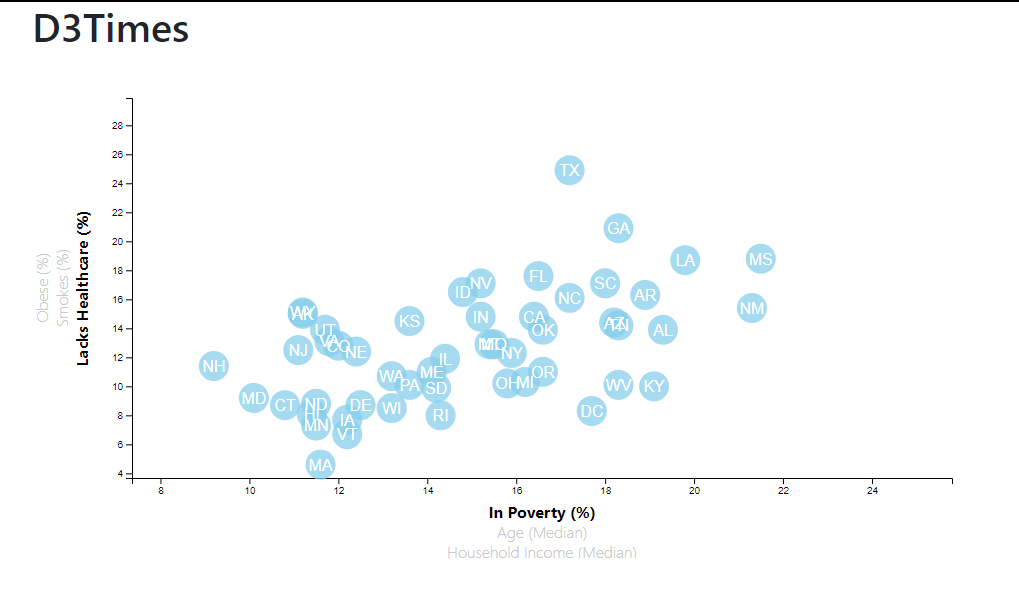 D3Times
28
26
24
22
20
18
16
14
12
10
8
6
4
Obese (%)
Smokes (%)
Lacks Healthcare (%)
TX
GA
LA
MS
FL
NV
SC
ID
NC
AR
NM
WY
KS
IN
CA
OK
AZ
TN
AL
UT
VA
CO
NE
NJ
MO
NY
IL
NH
ME
WA
PA
SD
OR
OH
MI
WV
KY
MD
CT
ND
DE
WI
RI
DC
HI
MN
IA
VT
MA
8
10
12
14
16
18
20
22
24
In Poverty (%)
Age (Median)
Household Income (Median)